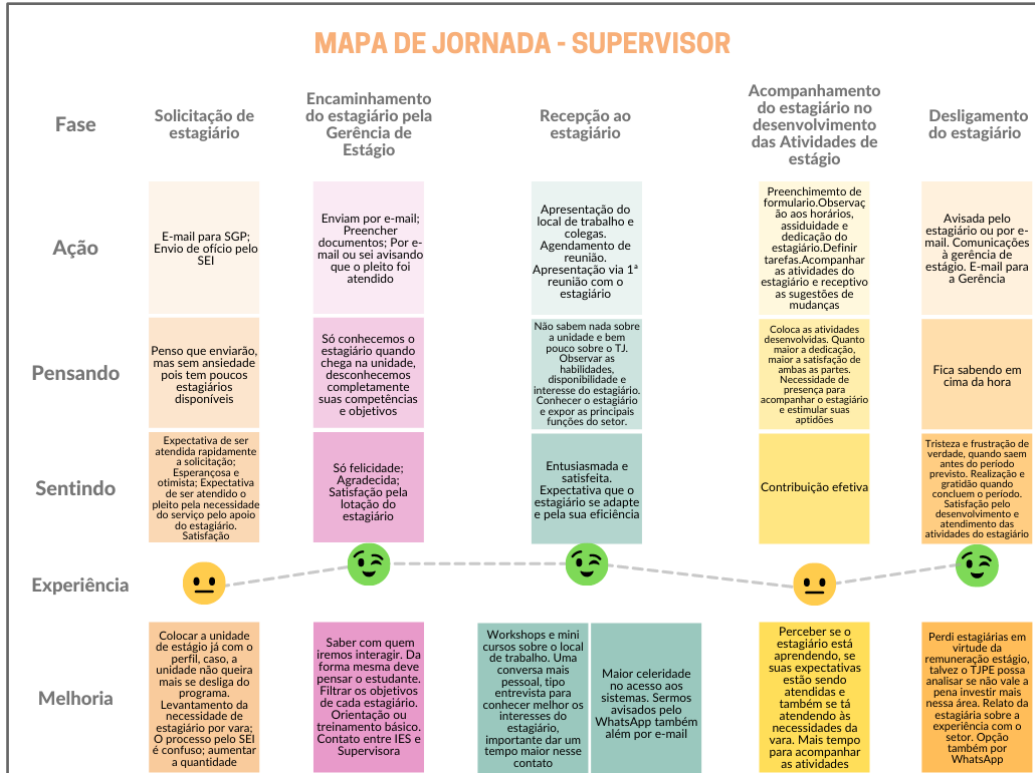 MAPA DE JORNADA - SUPERVISOR
Fase
Solicitação de
estagiário
Encaminhamento
do estagiário pela
Gerência de
Estágio
Recepção ao
estagiário
Acompanhamento
do estagiário no
desenvolvimento
das Atividades de
estágio
Desligamento
do estagiário
Ação
E-mail para SGP;
Envio de ofício pelo
SEI
Enviam por e-mail;
Preencher
documentos; Por e-
mail ou sei avisando
que o pleito foi
atendido
Apresentação do
local de trabalho e
colegas.
Agendamento de
reunião.
Apresentação via 1ª
reunião com o
estagiário
Preenchimento de
formulario.Observaç
ão aos horários,
assiduidade e
dedicação do
estagiário.Definir
tarefas.Acompanhar
as atividades do
estagiário e receptivo
as sugestões de
mudanças
Avisada pelo
estagiário ou por e-
mail. Comunicações
à gerência de
estágio. E-mail para
a Gerência
Pensando
Penso que enviarão,
mas sem ansiedade
pois tem poucos
estagiários
disponíveis
Só conhecemos o
estagiário quando
chega na unidade,
desconhecemos
completamente
suas competências
e objetivos
Não sabem nada sobre
a unidade e bem
pouco sobre o TJ.
Observar as
habilidades,
disponibilidade e
interesse do estagiário.
Conhecer o estagiário
e expor as principais
funções do setor.
Coloca as atividades
desenvolvidas. Quanto
maior a dedicação,
maior a satisfação de
ambas as partes.
Necessidade de
presença para
acompanhar o estagiário
e estimular suas
aptidões
Fica sabendo em
cima da hora
Sentindo
Expectativa de ser
atendida rapidamente
a solicitação;
Esperançosa e
otimista; Expectativa
de ser atendido o
pleito pela necessidade
do serviço pelo apoio
do estagiário.
Satisfação
Só felicidade;
Agradecida;
Satisfação pela
lotação do
estagiário
Entusiasmada e
satisfeita.
Expectativa que o
estagiário se adapte
e pela sua eficiência
Contribuição efetiva
Tristeza e frustração de
verdade, quando saem
antes do período
previsto. Realização e
gratidão quando
concluem o período.
Satisfação pelo
desenvolvimento e
atendimento das
atividades do estagiário
Experiência
Melhoria
Colocar a unidade
de estágio já com o
perfil, caso, a
unidade não queira
mais se desliga do
programa.
Levantamento da
necessidade de
estagiário por vara;
O processo pelo SEI
é confuso; aumentar
a quantidade
Saber com quem
iremos interagir. Da
forma mesma deve
pensar o estudante.
Filtrar os objetivos
de cada estagiário.
Orientação ou
treinamento básico.
Contato entre IES e
Supervisora
Workshops e mini
cursos sobre o local
de trabalho. Uma
conversa mais
pessoal, tipo
entrevista para
conhecer melhor os
interesses do
estagiário,
importante dar um
tempo maior nesse
contato
Maior celeridade
no acesso aos
sistemas. Sermos
avisados pelo
WhatsApp também
além por e-mail
Perceber se o
estagiário está
aprendendo, se
suas expectativas
estão sendo
atendidas e
também se tá
atendendo às
necessidades da
vara. Mais tempo
para acompanhar
as atividades
Perdi estagiárias em
virtude da
remuneração estágio,
talvez o TJPE possa
analisar se não vale a
pena investir mais
nessa área. Relato da
estagiária sobre a
experiência com o
setor. Opção
também por
WhatsApp